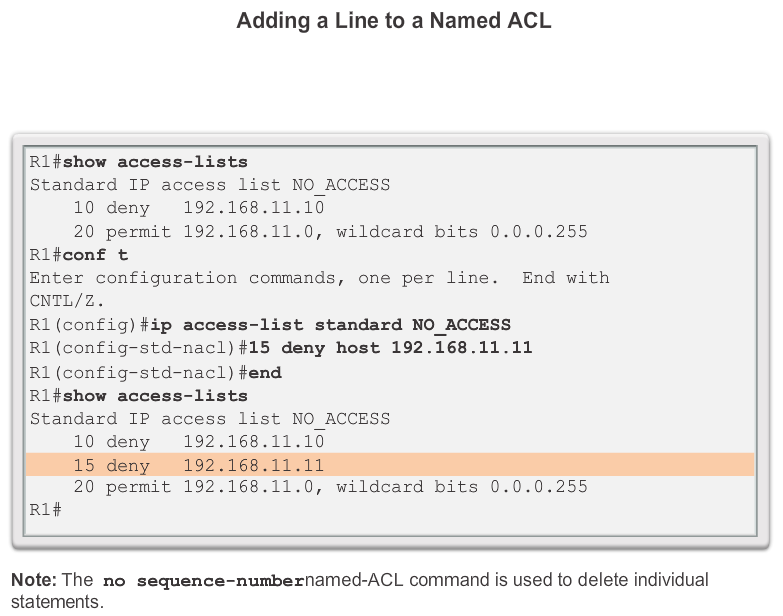 Adding a Line to a Named ACL
R1#show access-lists
Standard IP access list NO_ACCESS
    10 deny   192.168.11.10
    20 permit 192.168.11.0, wildcard bits 0.0.0.255
R1#conf t
Enter configuration commands, one per line.  End with
CNTL/Z.
R1(config)#ip access-list standard NO_ACCESS
R1(config-std-nacl)#15 deny host 192.168.11.11
R1(config-std-nacl)#end
R1#show access-lists
Standard IP access list NO_ACCESS
    10 deny   192.168.11.10
    15 deny   192.168.11.11
    20 permit 192.168.11.0, wildcard bits 0.0.0.255
R1#
Note: The no sequence-numbernamed-ACL command is used to delete individual
statements.